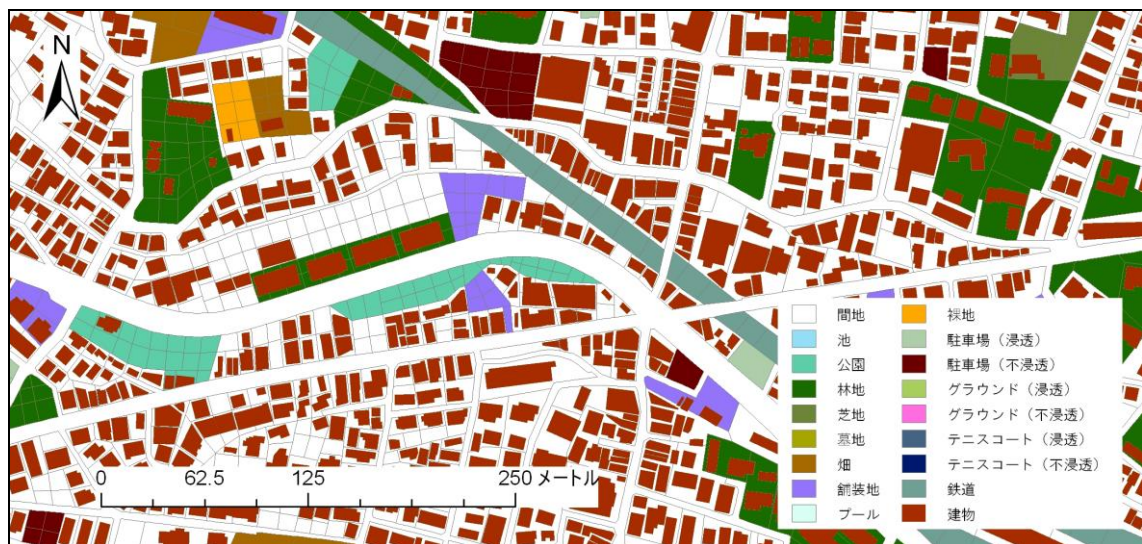 N
間地
池
公園
林地
芝地
墓地
畑
舗装地
プール
裸地
駐車場（浸透）
駐車場（不浸透）
グラウンド（浸透）
グラウンド（不浸透）
テニスコート（浸透）
テニスコート（不浸透）
鉄道
建物
0 62.5 125 250 メートル